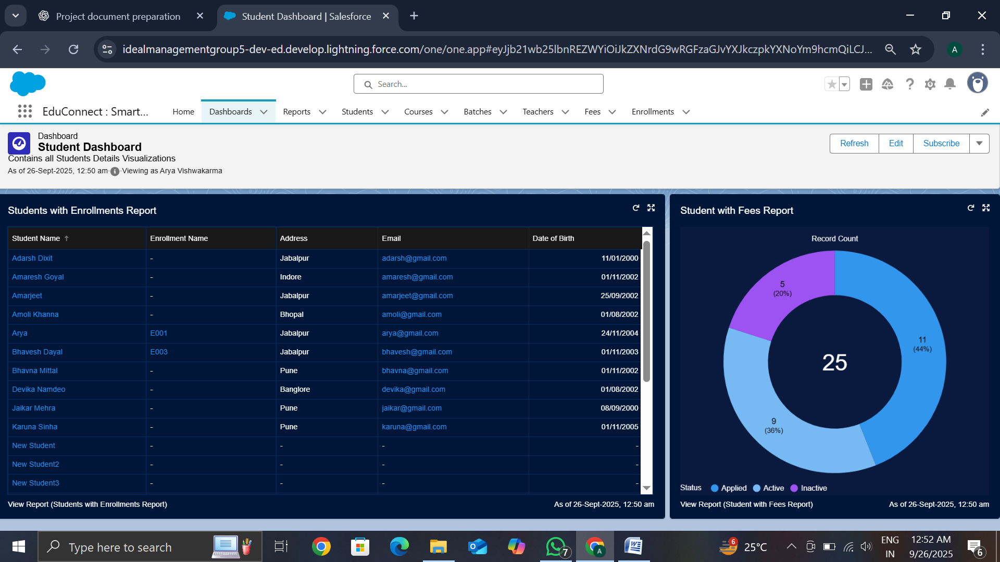 Project document preparation
Student Dashboard | Salesforce
idealmanagementgroup5-dev-ed.develop.lightning.force.com/one/one.app#eyJjb21wb25lbnREZWYiOiJkZXNrdG9wRGFzaGJvYXJkczpkYXNoYm9hcmQiLCJ...
A
Search...
EduConnect : Smart...
Home Dashboards Reports Students Courses Batches Teachers Fees Enrollments
Dashboard
Student Dashboard
Contains all Students Details Visualizations
As of 26-Sept-2025, 12:50 am·Viewing as Arya Vishwakarma
Refresh Edit Subscribe
Students with Enrollments Report
Student Name ↑ Enrollment Name Address Email Date of Birth
Adarsh Dixit - Jabalpur adarsh@gmail.com 11/01/2000
Amaresh Goyal - Indore amaresh@gmail.com 01/11/2002
Amarjeet - Jabalpur amarjeet@gmail.com 25/09/2002
Amoli Khanna - Bhopal amoli@gmail.com 01/08/2002
Arya E001 Jabalpur arya@gmail.com 24/11/2004
Bhavesh Dayal E003 Jabalpur bhavesh@gmail.com 01/11/2003
Bhavna Mittal - Pune bhavna@gmail.com 01/11/2002
Devika Namdeo - Banglore devika@gmail.com 01/08/2002
Jaikar Mehra - Pune jaikar@gmail.com 08/09/2000
Karuna Sinha - Pune karuna@gmail.com 01/11/2005
New Student - - - -
New Student2 - - - -
New Student3 - - - -
View Report (Students with Enrollments Report) As of 26-Sept-2025, 12:50 am
Student with Fees Report
Record Count
5
(20%)
11
(44%)
25
9
(36%)
Status Applied Active Inactive
View Report (Student with Fees Report) As of 26-Sept-2025, 12:50 am
Type here to search
7
A
6
25°C
ENG
IN
12:52 AM
9/26/2025
6